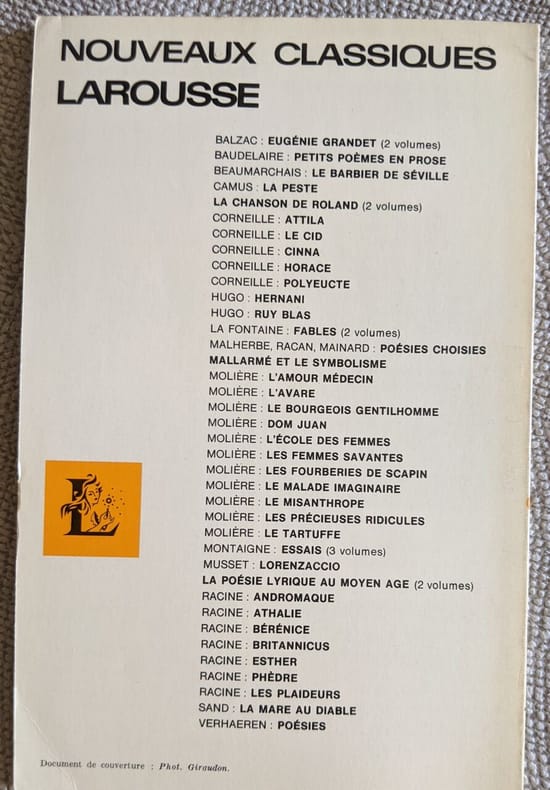 NOUVEAUX CLASSIQUES
LAROUSSE
BALZAC : EUGÉNIE GRANDET (2 volumes)
BAUDELAIRE : PETITS POÈMES EN PROSE
BEAUMARCHAIS : LE BARBIER DE SÉVILLE
CAMUS : LA PESTE
LA CHANSON DE ROLAND (2 volumes)
CORNEILLE : ATTILA
CORNEILLE : LE CID
CORNEILLE : CINNA
CORNEILLE : HORACE
CORNEILLE : POLYEUCTE
HUGO : HERNANI
HUGO : RUY BLAS
LA FONTAINE : FABLES (2 volumes)
MALHERBE, RACAN, MAINARD : POÉSIES CHOISIES
MALLARMÉ ET LE SYMBOLISME
MOLIÈRE : L'AMOUR MÉDECIN
MOLIÈRE : L'AVARE
MOLIÈRE : LE BOURGEOIS GENTILHOMME
MOLIÈRE : DOM JUAN
MOLIÈRE : L'ÉCOLE DES FEMMES
MOLIÈRE : LES FEMMES SAVANTES
MOLIÈRE : LES FOURBERIES DE SCAPIN
MOLIÈRE : LE MALADE IMAGINAIRE
MOLIÈRE : LE MISANTHROPE
MOLIÈRE : LES PRÉCIEUSES RIDICULES
MOLIÈRE : LE TARTUFFE
MONTAIGNE : ESSAIS (3 volumes)
MUSSET : LORENZACCIO
LA POÉSIE LYRIQUE AU MOYEN AGE (2 volumes)
RACINE : ANDROMAQUE
RACINE : ATHALIE
RACINE : BÉRÉNICE
RACINE : BRITANNICUS
RACINE : ESTHER
RACINE : PHÈDRE
RACINE : LES PLAIDEURS
SAND : LA MARE AU DIABLE
VERHAEREN : POÉSIES
L
Document de couverture : Phot. Giraudon.